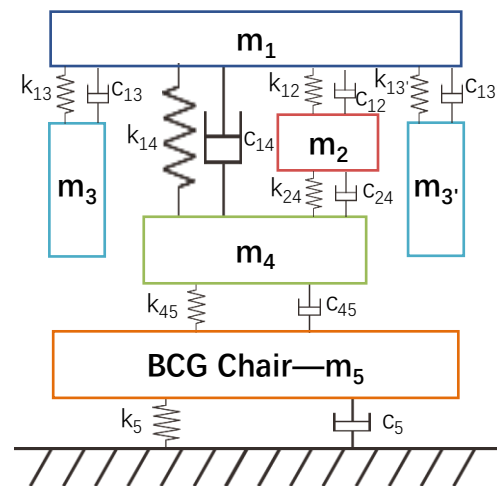 m₁
k₁₃ c₁₃ k₁₂ c₁₂ k₁₃' c₁₃
k₁₄ c₁₄
m₂
m₃ k₂₄ c₂₄ m₃'
m₄
k₄₅ c₄₅
BCG Chair—m₅
k₅ c₅